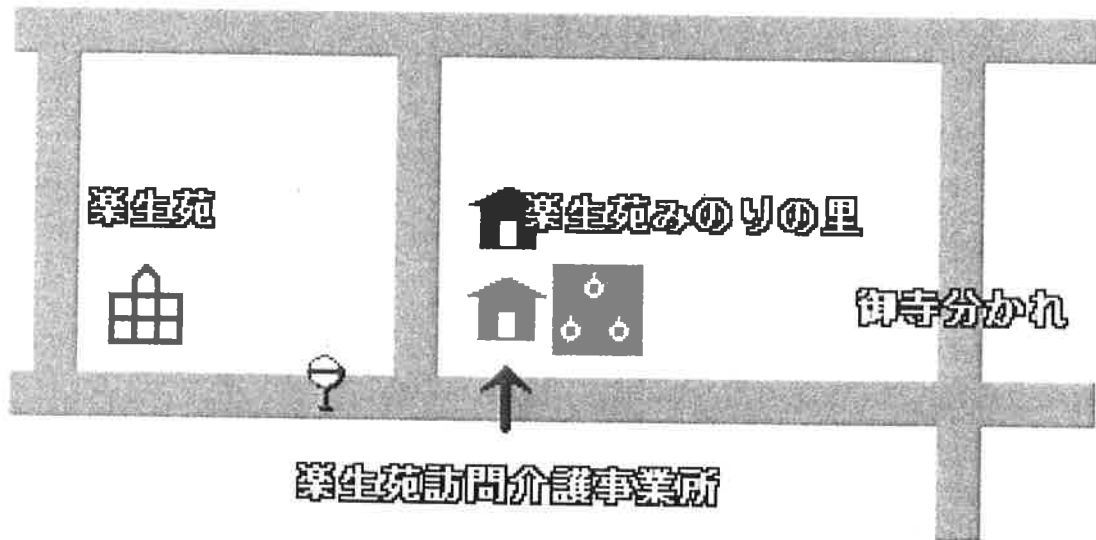 楽生苑
楽生苑みのりの里
御寺分かれ
楽生苑訪問介護事業所